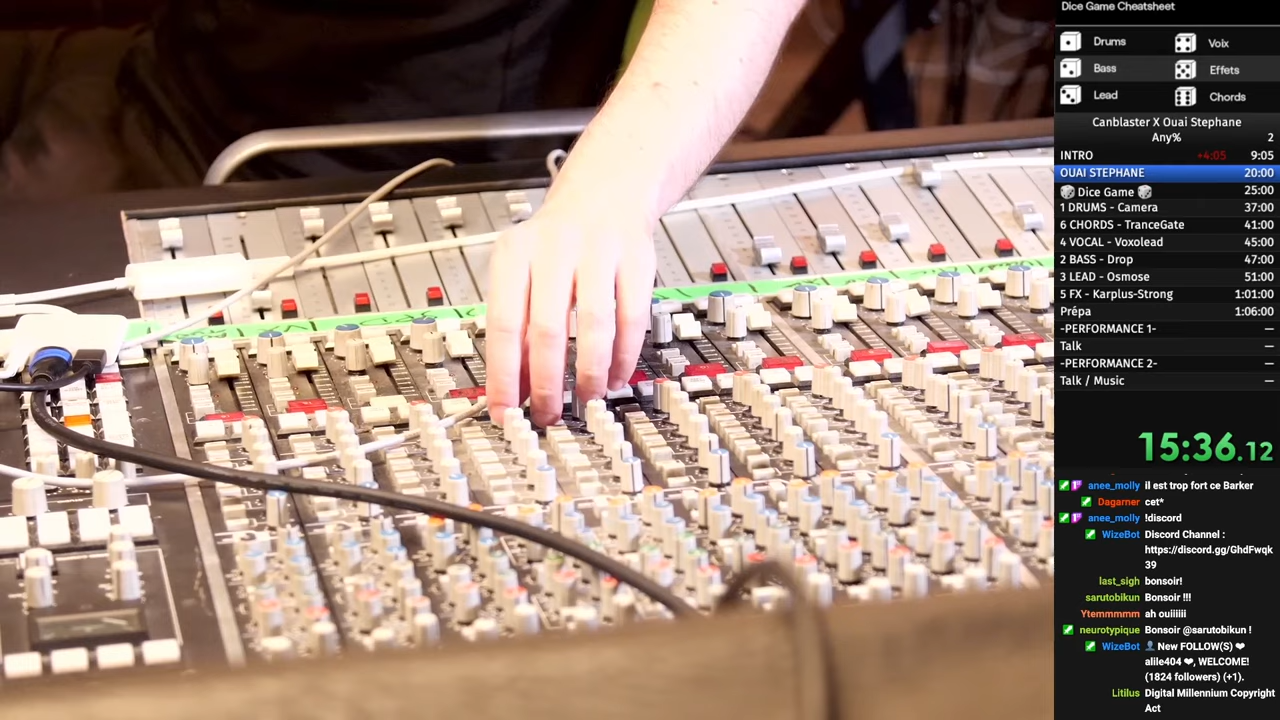 Dice Game Cheatsheet
Drums
Voix
Bass
Effets
Lead
Chords
Canblaster X Ouai Stephane
Any% 2
INTRO +4:05 9:05
OUAI STEPHANE 20:00
🎲 Dice Game 🎲 25:00
1 DRUMS - Camera 37:00
6 CHORDS - TranceGate 41:00
4 VOCAL - Voxolead 45:00
2 BASS - Drop 47:00
3 LEAD - Osmose 51:00
5 FX - Karplus-Strong 1:01:00
Prépa 1:06:00
-PERFORMANCE 1- —
Talk —
-PERFORMANCE 2- —
Talk / Music —
15:36.12
anee_molly il est trop fort ce Barker
Dagarner cet*
anee_molly !discord
WizeBot Discord Channel :
https://discord.gg/GhdFwqk
39
last_sigh bonsoir!
sarutobikun Bonsoir !!!
Ytemmmmm ah ouiiiiii
neurotypique Bonsoir @sarutobikun !
WizeBot 👤 New FOLLOW(S) ❤
alile404 ❤, WELCOME!
(1824 followers) (+1).
Litilus Digital Millennium Copyright
Act